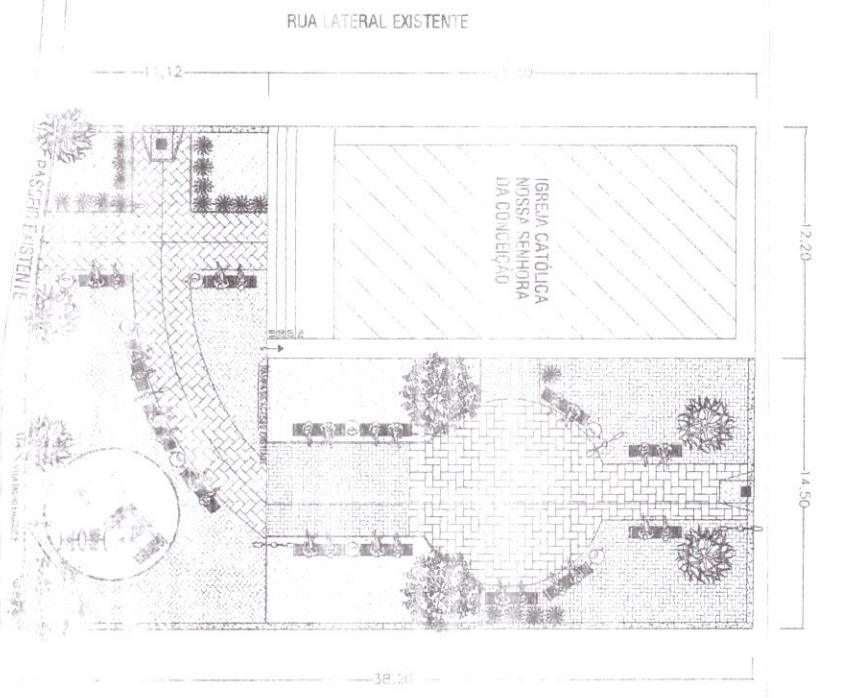 RUA LATERAL EXISTENTE
11,12
PASSEIO EXISTENTE
IGREJA CATÓLICA
NOSSA SENHORA
DA CONCEIÇÃO
12,20
14,50
38,20